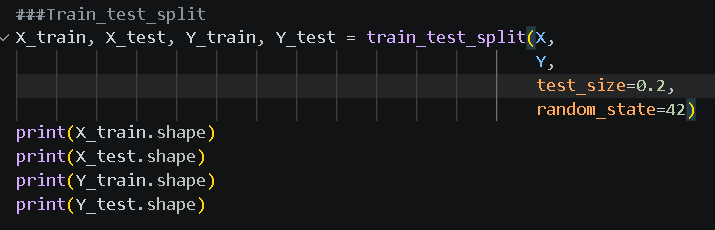 ###Train_test_split
X_train, X_test, Y_train, Y_test = train_test_split(X,
Y,
test_size=0.2,
random_state=42)
print(X_train.shape)
print(X_test.shape)
print(Y_train.shape)
print(Y_test.shape)